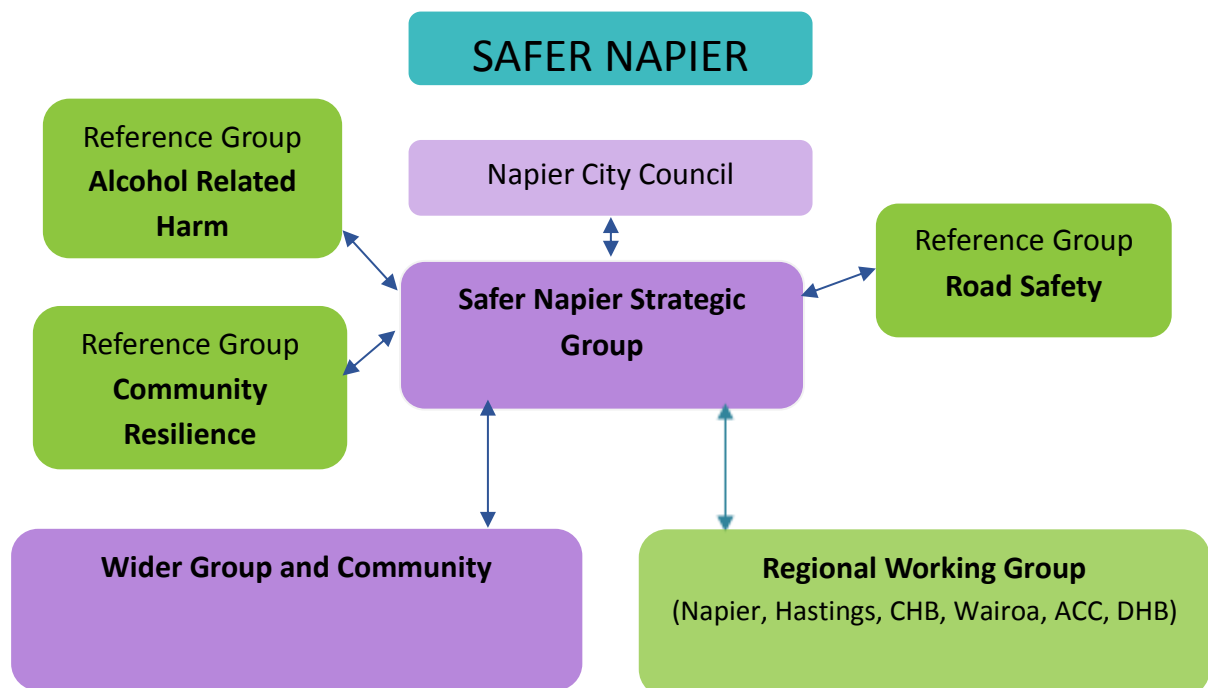 SAFER NAPIER
Reference Group
Alcohol Related
Harm
Napier City Council
Reference Group
Road Safety
Safer Napier Strategic
Group
Reference Group
Community
Resilience
Wider Group and Community
Regional Working Group
(Napier, Hastings, CHB, Wairoa, ACC, DHB)